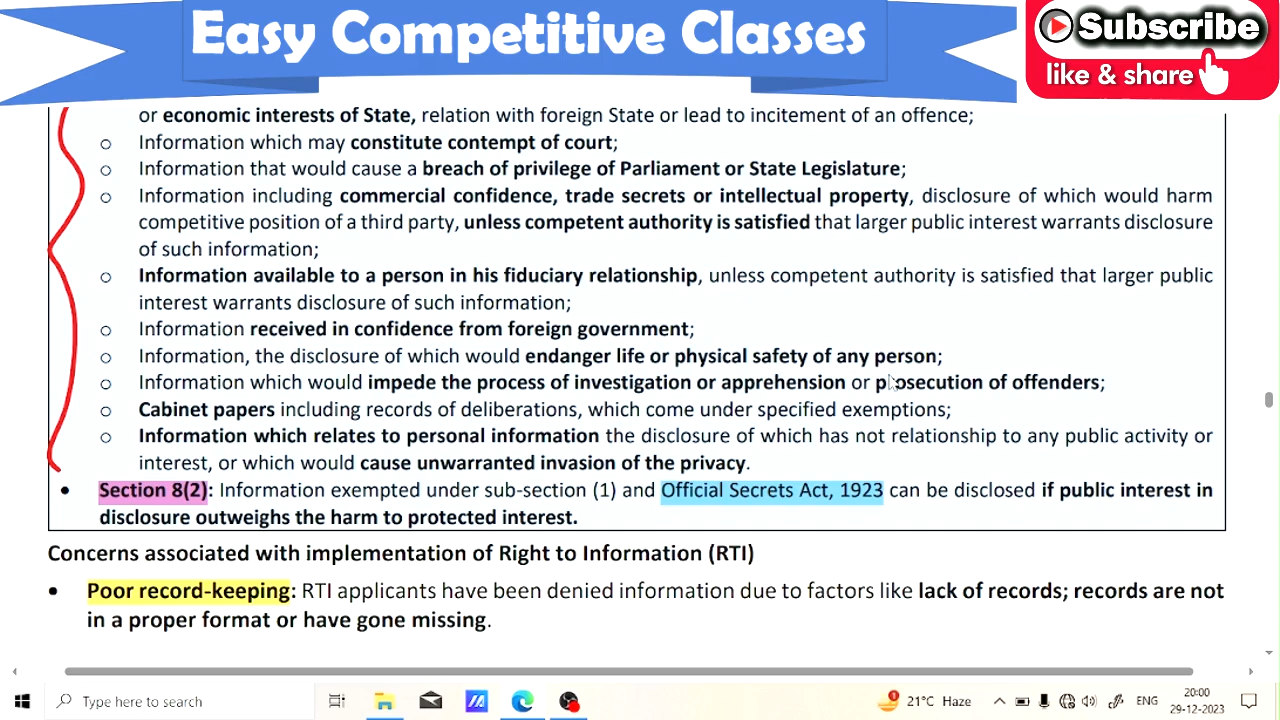 Easy Competitive Classes
Subscribe
like & share
or economic interests of State, relation with foreign State or lead to incitement of an offence;
o Information which may constitute contempt of court;
o Information that would cause a breach of privilege of Parliament or State Legislature;
o Information including commercial confidence, trade secrets or intellectual property, disclosure of which would harm
competitive position of a third party, unless competent authority is satisfied that larger public interest warrants disclosure
of such information;
o Information available to a person in his fiduciary relationship, unless competent authority is satisfied that larger public
interest warrants disclosure of such information;
o Information received in confidence from foreign government;
o Information, the disclosure of which would endanger life or physical safety of any person;
o Information which would impede the process of investigation or apprehension or prosecution of offenders;
o Cabinet papers including records of deliberations, which come under specified exemptions;
o Information which relates to personal information the disclosure of which has not relationship to any public activity or
interest, or which would cause unwarranted invasion of the privacy.
• Section 8(2): Information exempted under sub-section (1) and Official Secrets Act, 1923 can be disclosed if public interest in
disclosure outweighs the harm to protected interest.
Concerns associated with implementation of Right to Information (RTI)
• Poor record-keeping: RTI applicants have been denied information due to factors like lack of records; records are not
in a proper format or have gone missing.
Type here to search
1
21°C Haze
ENG
20:00
29-12-2023